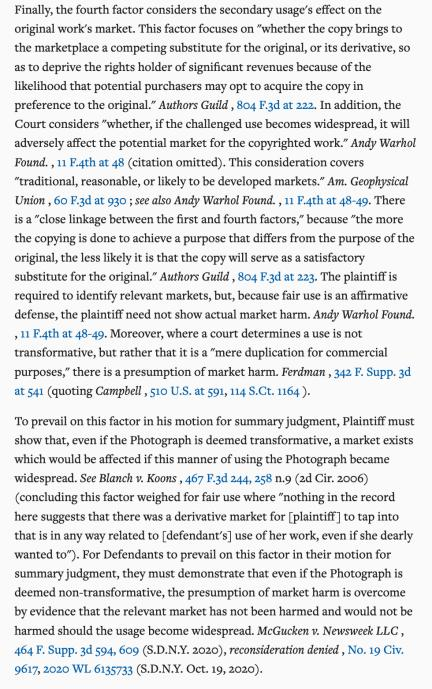 Finally, the fourth factor considers the secondary usage's effect on
original work's market. This factor focuses on "whether the copy brings to
the marketplace a competing substitute for the original, or its derivative, so
as to deprive the rights holder of significant revenues because of the
likelihood that potential purchasers may opt to acquire the copy in
preference to the original." Authors Guild , 804 F.3d at 222. In addition, the
Court considers "whether, if the challenged use becomes widespread, it will
adversely affect the potential market for the copyrighted work." Andy Warhol
Found. , 11 F.4th at 48 (citation omitted). This consideration covers
"traditional, reasonable, or likely to be developed markets." Am. Geophysical
Union , 60 F.3d at 930 ; see also Andy Warhol Found. , 11 F.4th at 48-49. There
is a "close linkage between the first and fourth factors," because "the more
the copying is done to achieve a purpose that differs from the purpose of the
original, the less likely it is that the copy will serve as a satisfactory
substitute for the original." Authors Guild , 804 F.3d at 223. The plaintiff is
required to identify relevant markets, but, because fair use is an affirmative
defense, the plaintiff need not show actual market harm. Andy Warhol Found.
, 11 F.4th at 48-49. Moreover, where a court determines a use is not
transformative, but rather that it is a "mere duplication for commercial
purposes," there is a presumption of market harm. Ferdman , 342 F. Supp. 3d
at 541 (quoting Campbell , 510 U.S. at 591, 114 S.Ct. 1164 ).
To prevail on this factor in his motion for summary judgment, Plaintiff must
show that, even if the Photograph is deemed transformative, a market exists
which would be affected if this manner of using the Photograph became
widespread. See Blanch v. Koons , 467 F.3d 244, 258 n.9 (2d Cir. 2006)
(concluding this factor weighed for fair use where "nothing in the record
here suggests that there was a derivative market for [plaintiff] to tap into
that is in any way related to [defendant's] use of her work, even if she dearly
wanted to"). For Defendants to prevail on this factor in their motion for
summary judgment, they must demonstrate that even if the Photograph is
deemed non-transformative, the presumption of market harm is overcome
by evidence that the relevant market has not been harmed and would not be
harmed should the usage become widespread. McGucken v. Newsweek LLC ,
464 F. Supp. 3d 594, 609 (S.D.N.Y. 2020), reconsideration denied , No. 19 Civ.
9617, 2020 WL 6135733 (S.D.N.Y. Oct. 19, 2020).